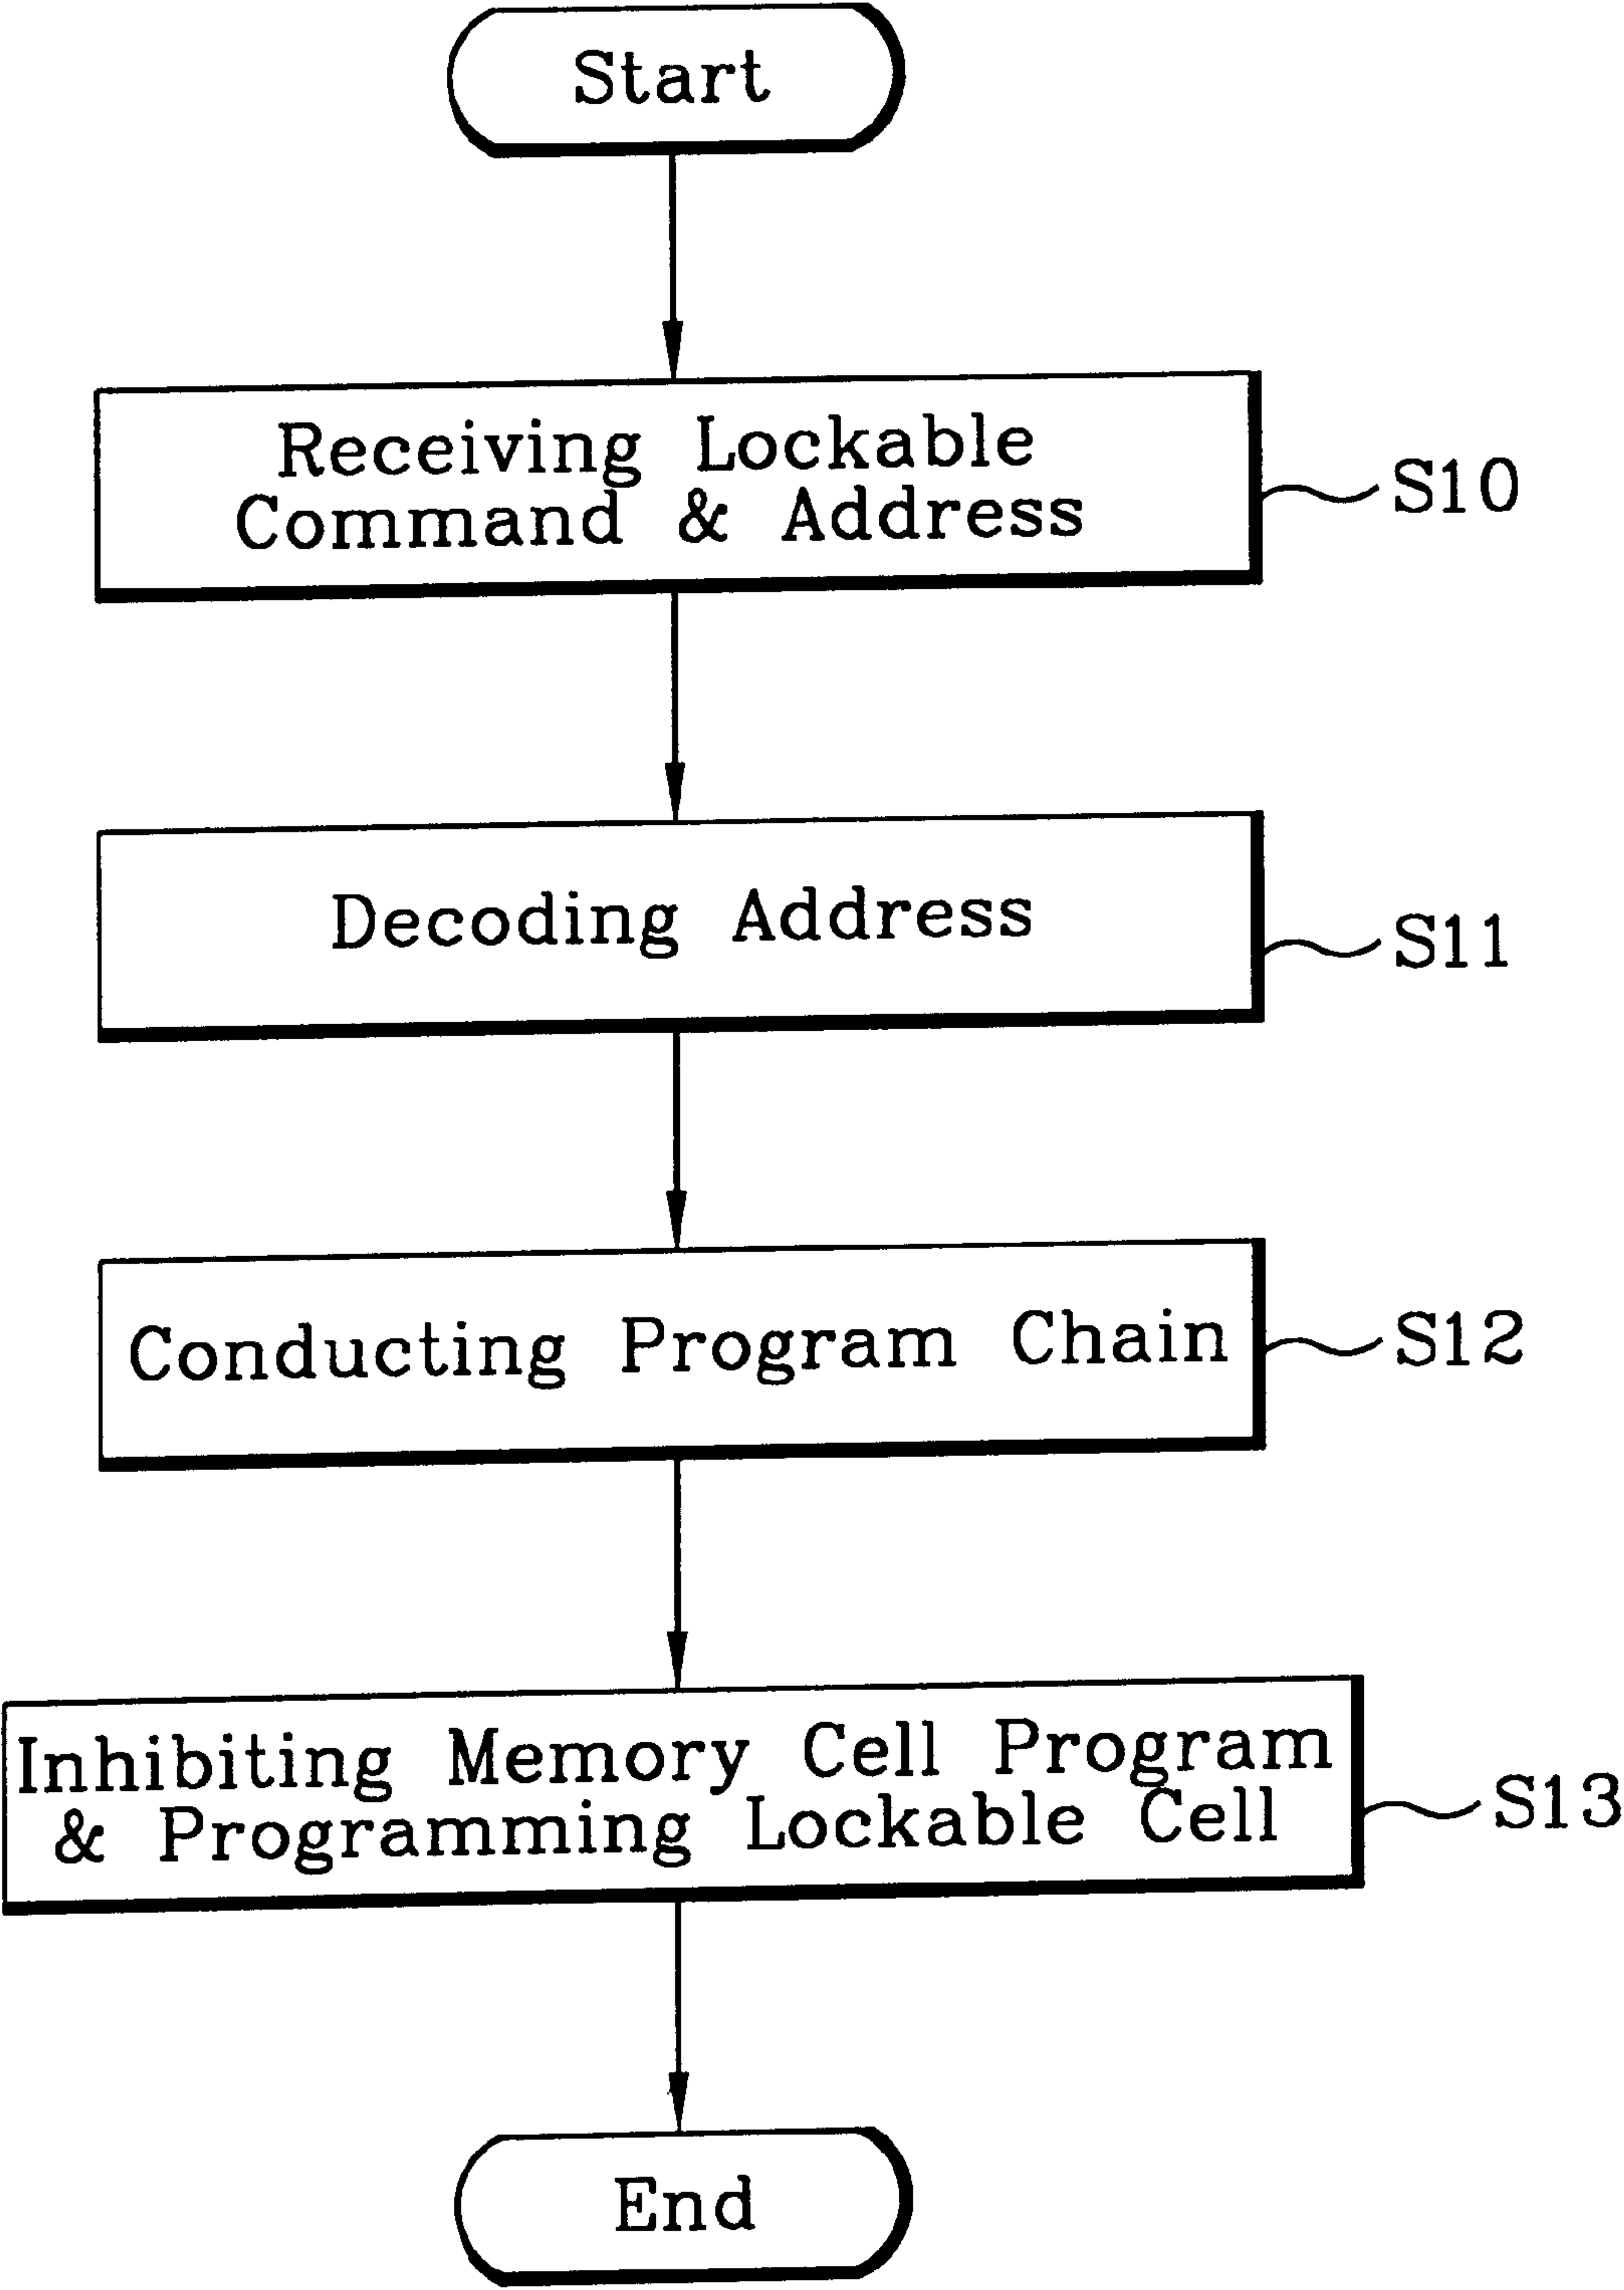 Start
Receiving Lockable
Command & Address
S10
Decoding Address
S11
Conducting Program Chain
S12
Inhibiting Memory Cell Program
& Programming Lockable Cell
S13
End